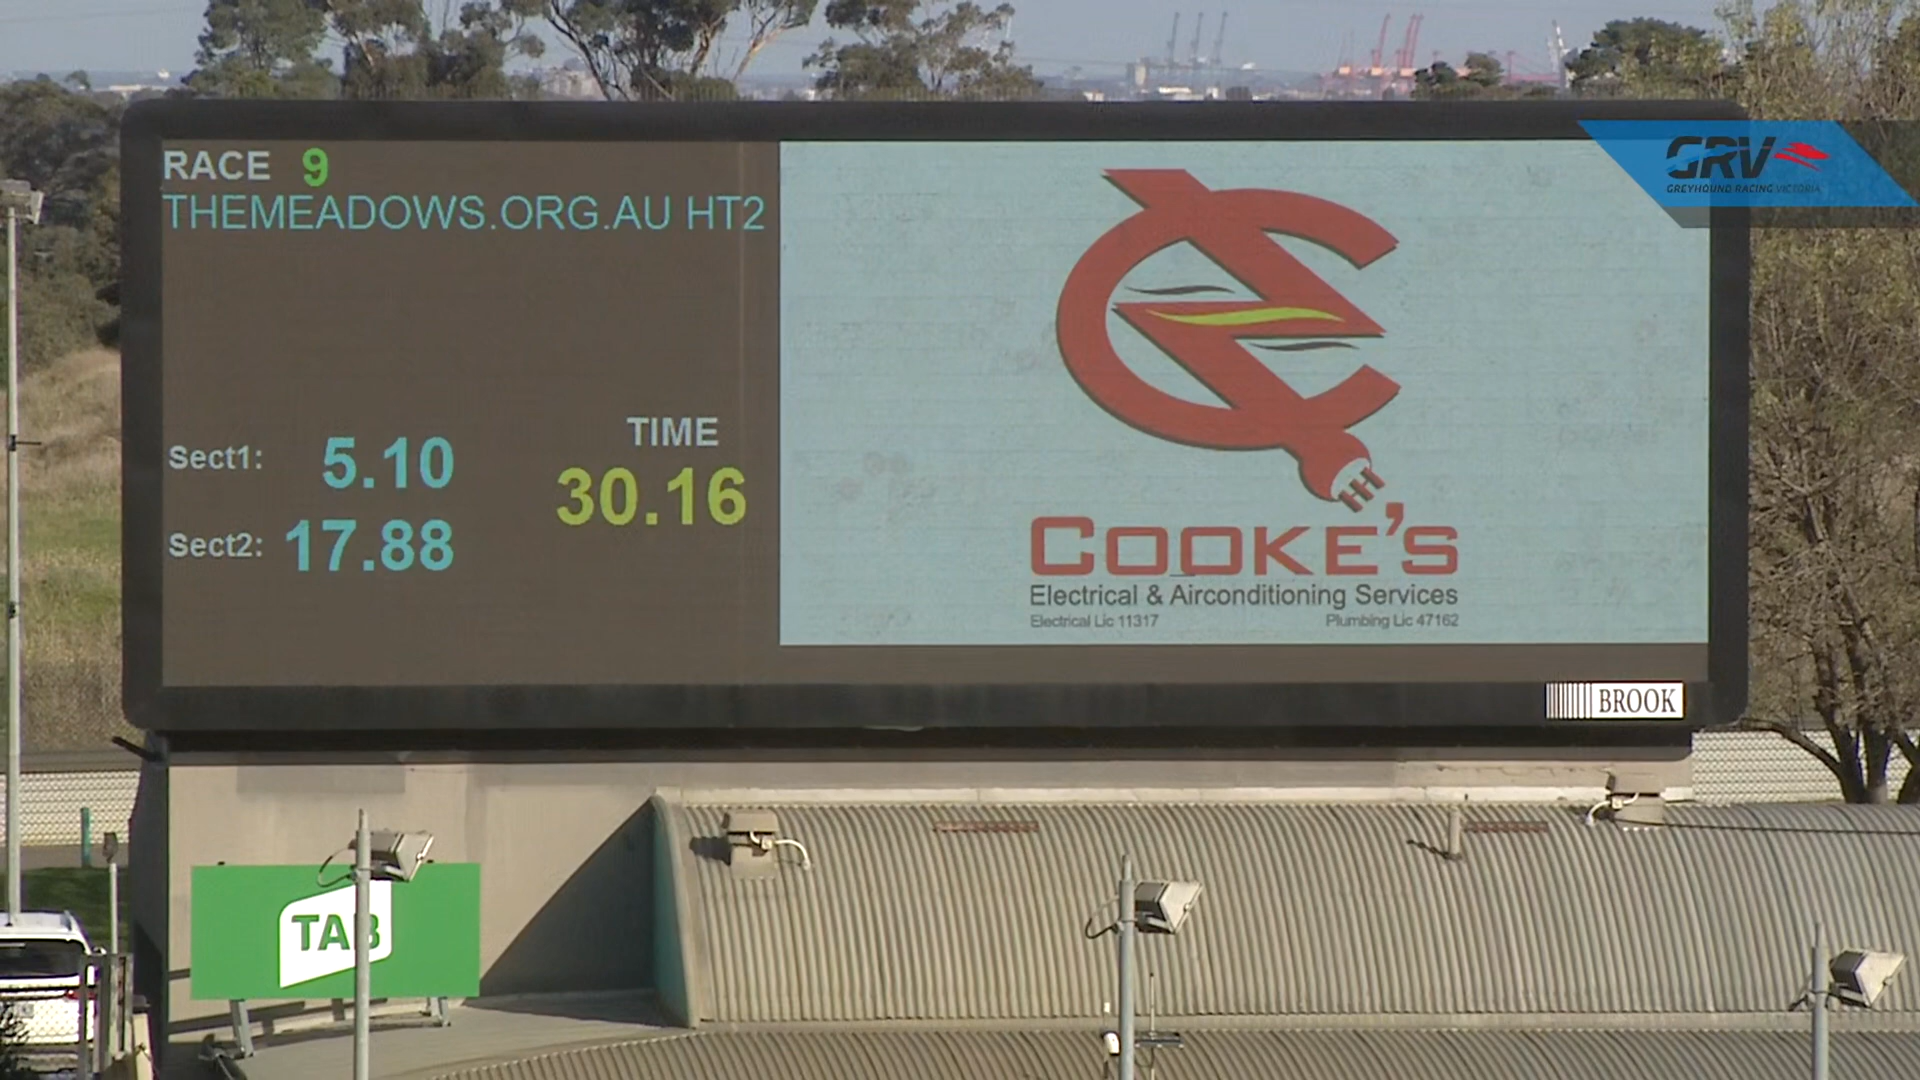 RACE 9
THEMEADOWS.ORG.AU HT2
TIME
Sect1: 5.10
30.16
Sect2: 17.88
COOKE'S
Electrical & Airconditioning Services
Electrical Lic 11317
Plumbing Lic 47162
GRV
GREYHOUND RACING VICTORIA
BROOK
TAB